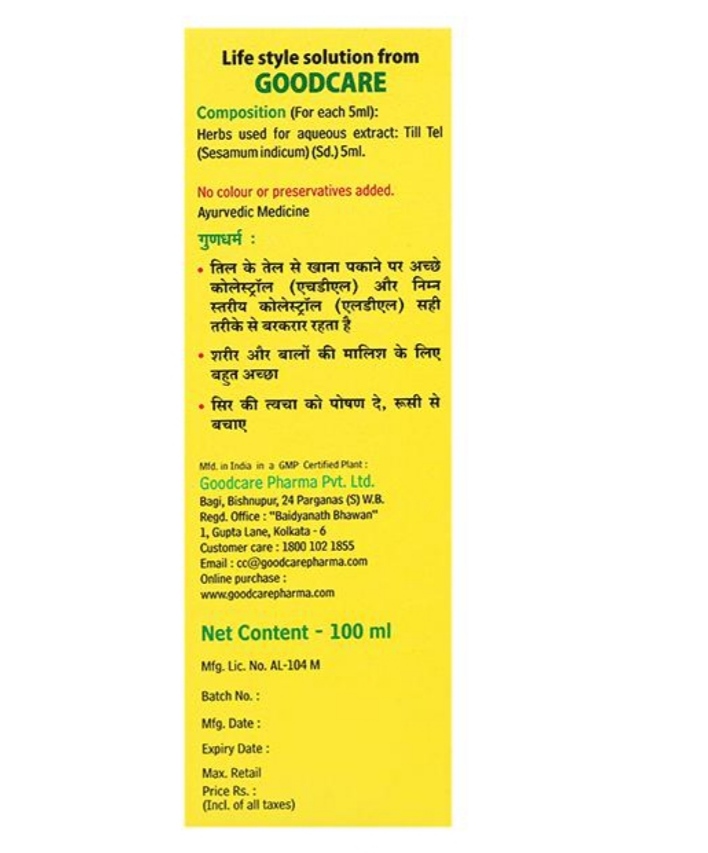 Life style solution from
GOODCARE
Composition (For each 5ml):
Herbs used for aqueous extract: Till Tel
(Sesamum indicum) (Sd.) 5ml.
No colour or preservatives added.
Ayurvedic Medicine
गुणधर्म :
• तिल के तेल से खाना पकाने पर अच्छे
कोलेस्ट्रॉल (एचडीएल) और निम्न
स्तरीय कोलेस्ट्रॉल (एलडीएल) सही
तरीके से बरकरार रहता है
• शरीर और बालों की मालिश के लिए
बहुत अच्छा
• सिर की त्वचा को पोषण दे, रूसी से
बचाए
Mfd. in India in a GMP Certified Plant :
Goodcare Pharma Pvt. Ltd.
Bagi, Bishnupur, 24 Parganas (S) W.B.
Regd. Office : "Baidyanath Bhawan"
1, Gupta Lane, Kolkata - 6
Customer care : 1800 102 1855
Email : cc@goodcarepharma.com
Online purchase :
www.goodcarepharma.com
Net Content - 100 ml
Mfg. Lic. No. AL-104 M
Batch No. :
Mfg. Date :
Expiry Date :
Max. Retail
Price Rs. :
(Incl. of all taxes)